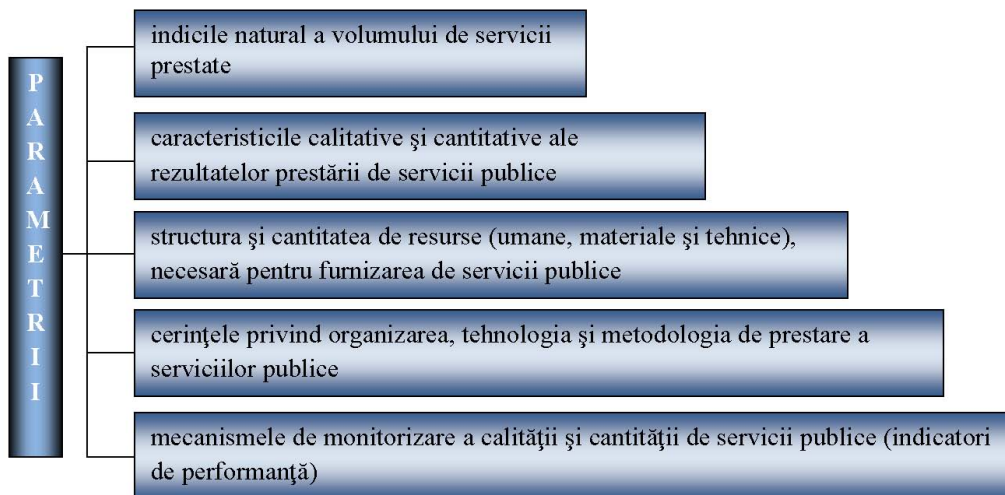 PARAMETRII
indicile natural a volumului de servicii
prestate
caracteristicile calitative şi cantitative ale
rezultatelor prestării de servicii publice
structura şi cantitatea de resurse (umane, materiale şi tehnice),
necesară pentru furnizarea de servicii publice
cerinţele privind organizarea, tehnologia şi metodologia de prestare a
serviciilor publice
mecanismele de monitorizare a calităţii şi cantităţii de servicii publice (indicatori
de performanţă)